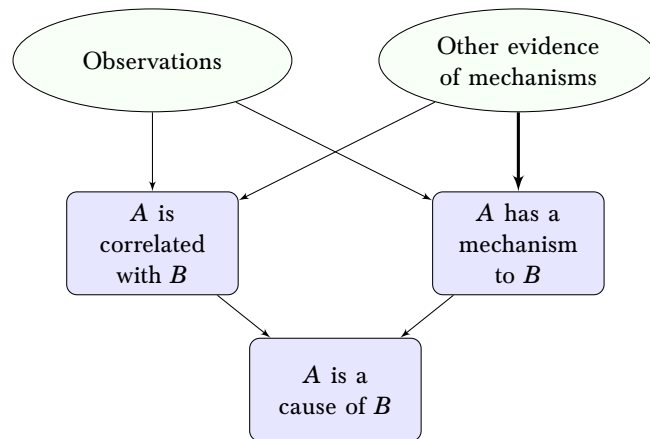 Observations
Other evidence
of mechanisms
A is
correlated
with B
A has a
mechanism
to B
A is a
cause of B